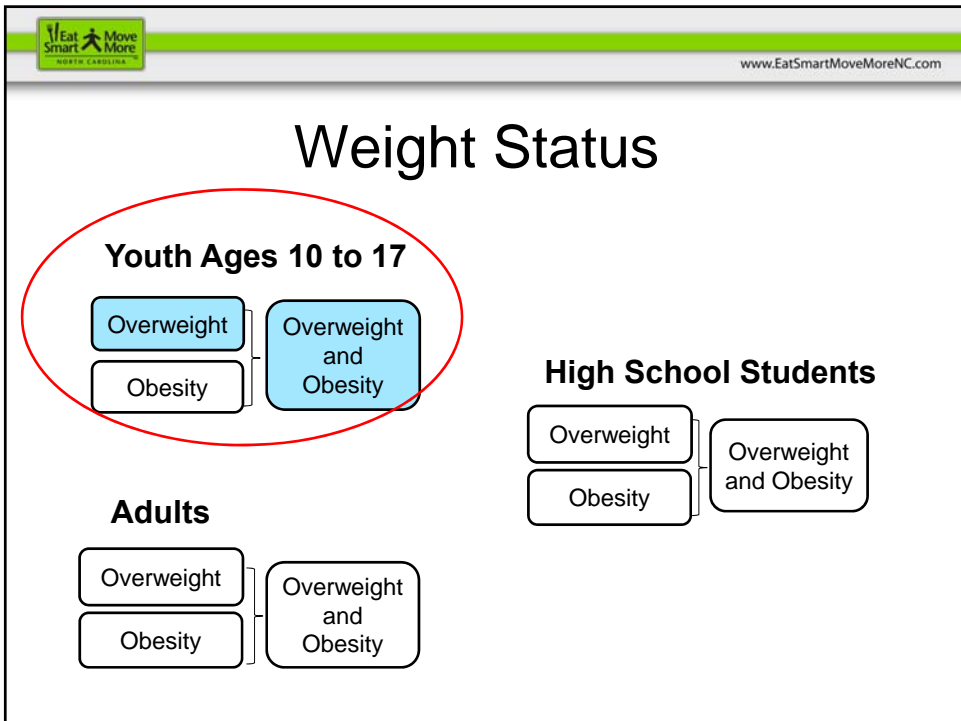 Eat Move
Smart More
NORTH CAROLINA
www.EatSmartMoveMoreNC.com
Weight Status
Youth Ages 10 to 17
Overweight
Obesity
Overweight
and
Obesity
High School Students
Overweight
Obesity
Overweight
and Obesity
Adults
Overweight
Obesity
Overweight
and
Obesity